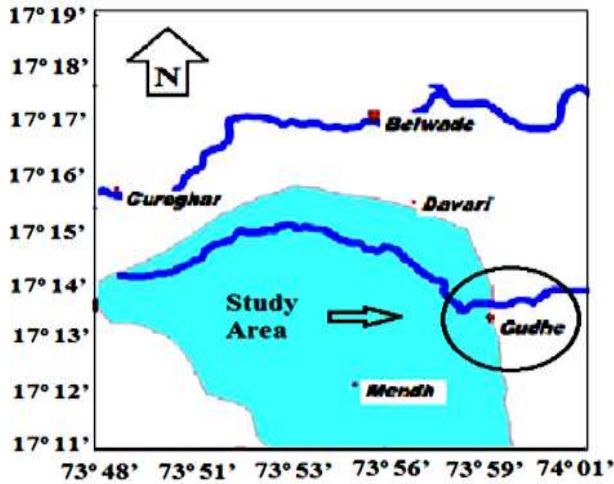 17° 19’
17° 18’
N
17° 17’
Belwade
17° 16’
Gureghar
Davari
17° 15’
17° 14’
Study
Area
Gudhe
17° 13’
17° 12’
Mendh
17° 11’
73° 48’ 73° 51’ 73° 53’ 73° 56’ 73° 59’ 74° 01’